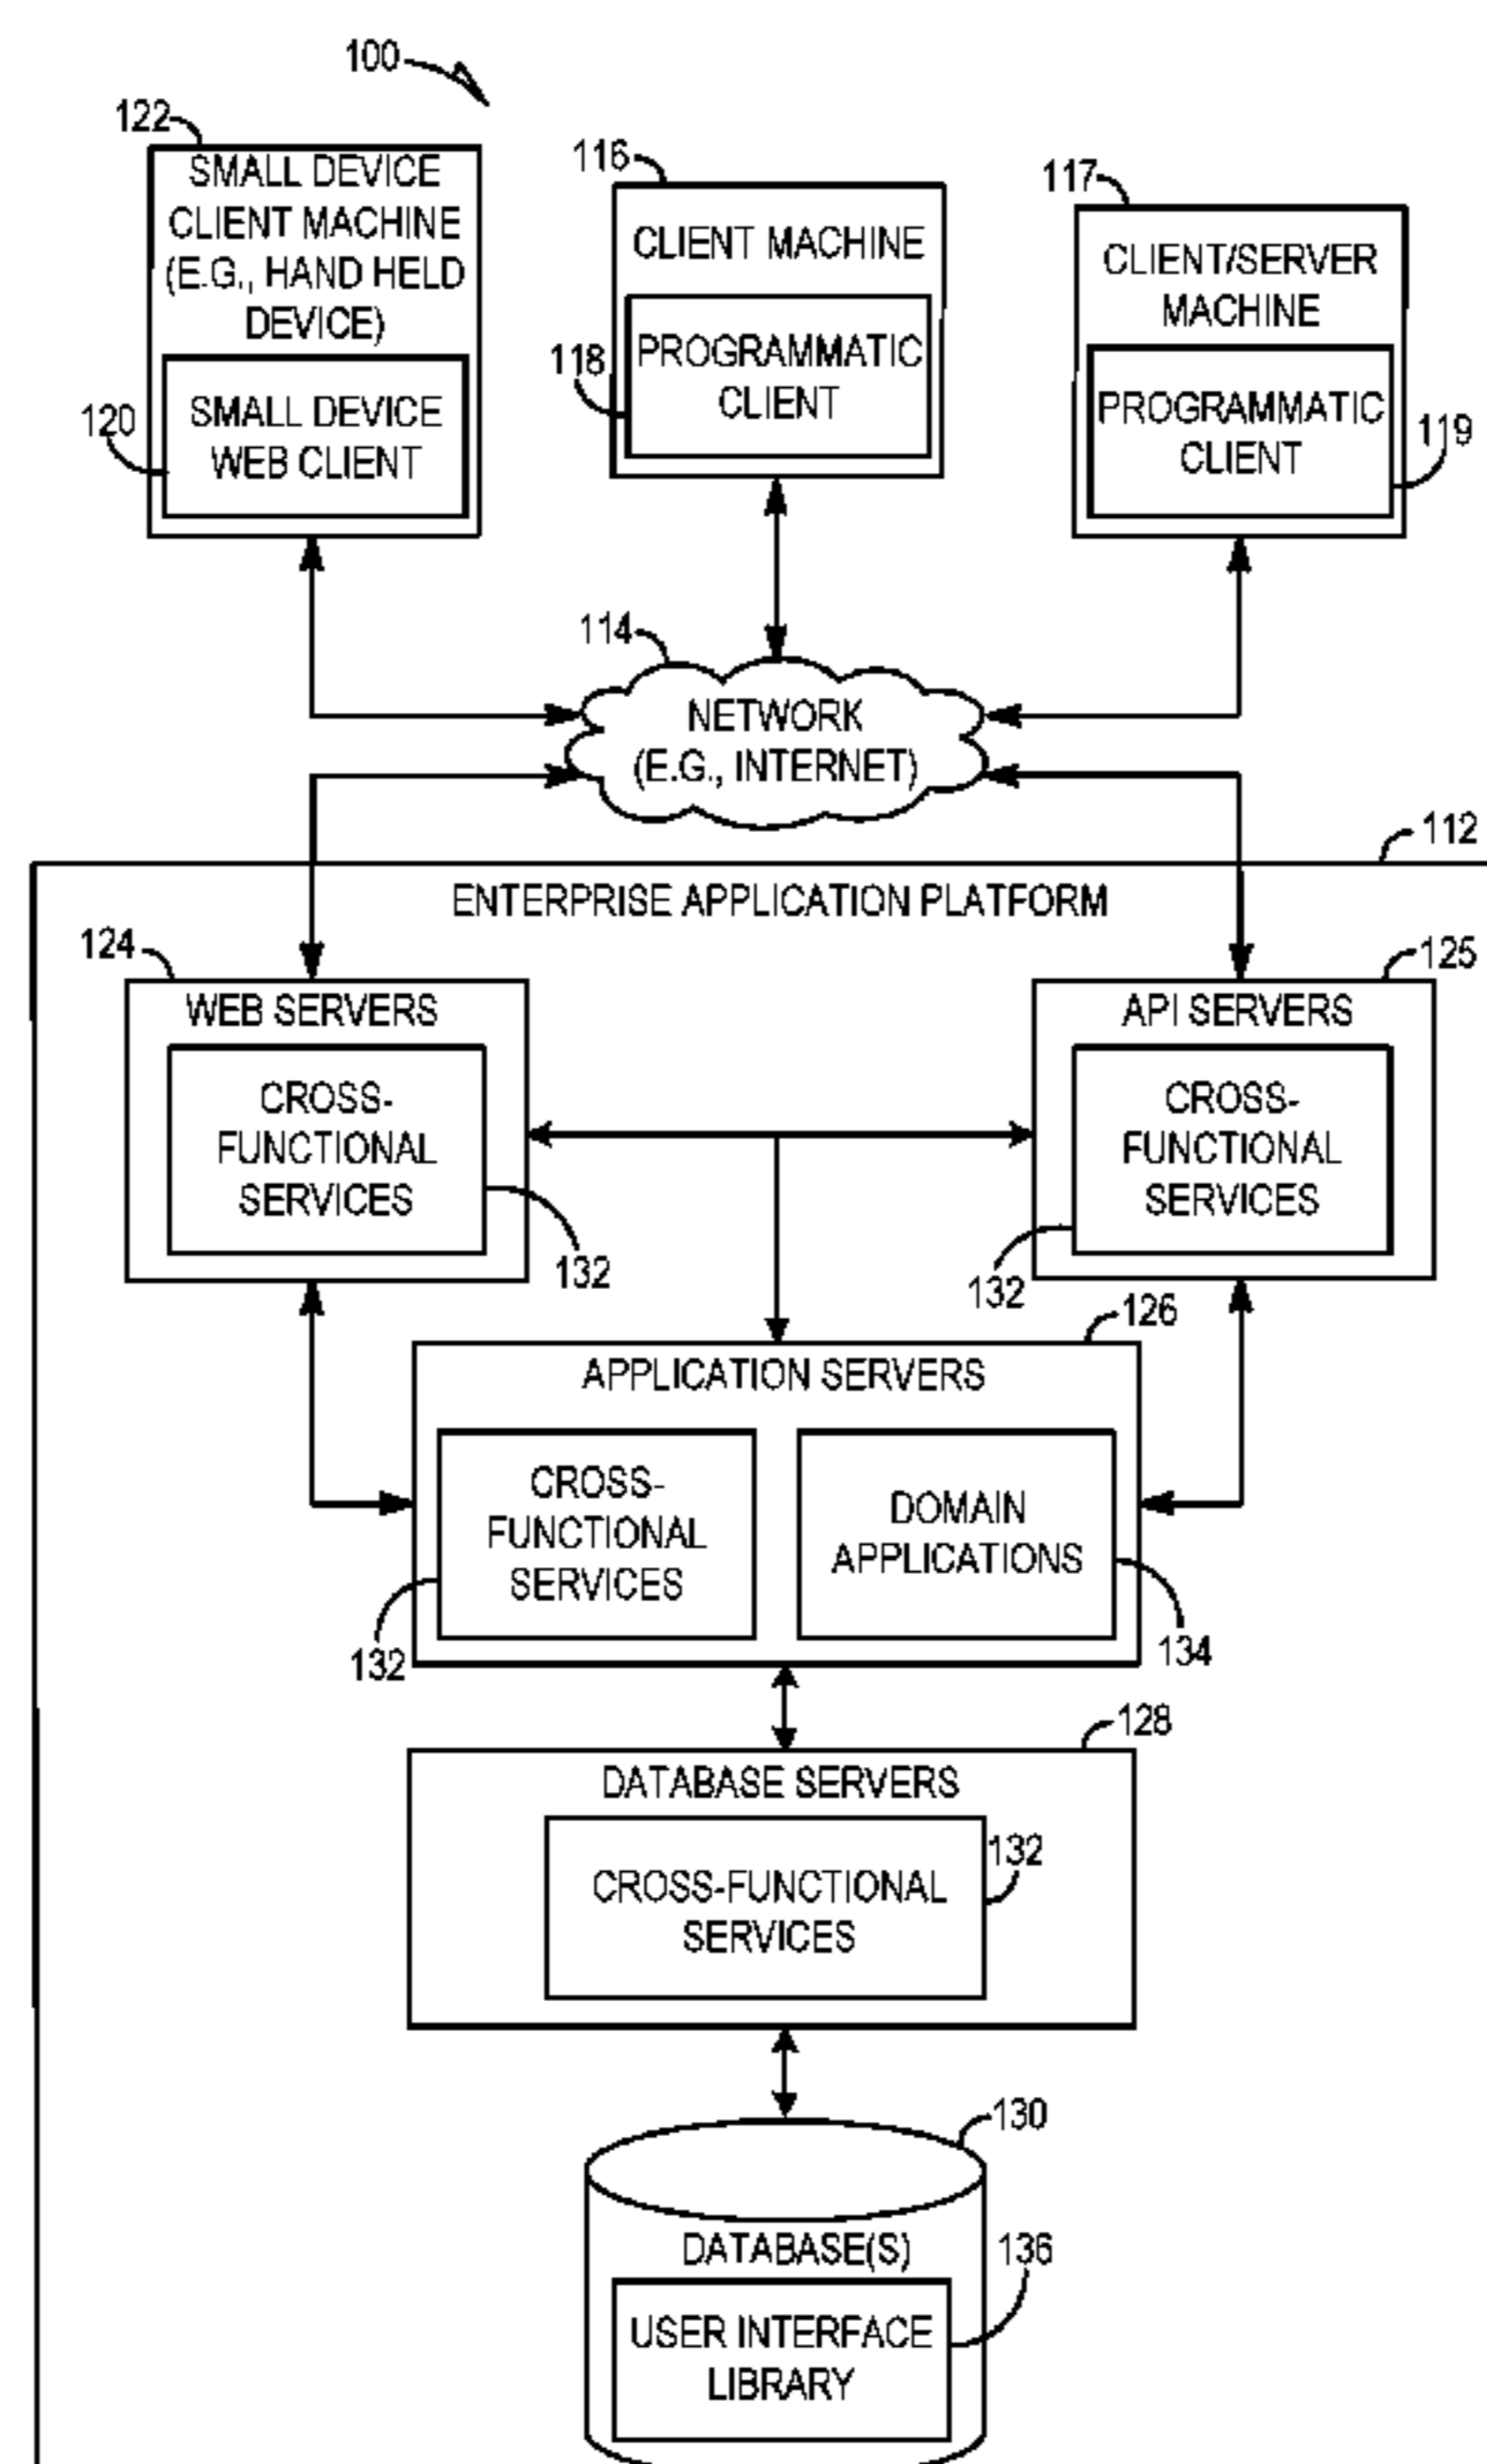 100
122
SMALL DEVICE
CLIENT MACHINE
(E.G., HAND HELD
DEVICE)
120
SMALL DEVICE
WEB CLIENT
116
CLIENT MACHINE
118
PROGRAMMATIC
CLIENT
117
CLIENT/SERVER
MACHINE
PROGRAMMATIC
CLIENT
119
114
NETWORK
(E.G., INTERNET)
112
ENTERPRISE APPLICATION PLATFORM
124
WEB SERVERS
CROSS-
FUNCTIONAL
SERVICES
132
125
API SERVERS
CROSS-
FUNCTIONAL
SERVICES
132
126
APPLICATION SERVERS
CROSS-
FUNCTIONAL
SERVICES
132
DOMAIN
APPLICATIONS
134
128
DATABASE SERVERS
132
CROSS-FUNCTIONAL
SERVICES
130
DATABASE(S)
136
USER INTERFACE
LIBRARY